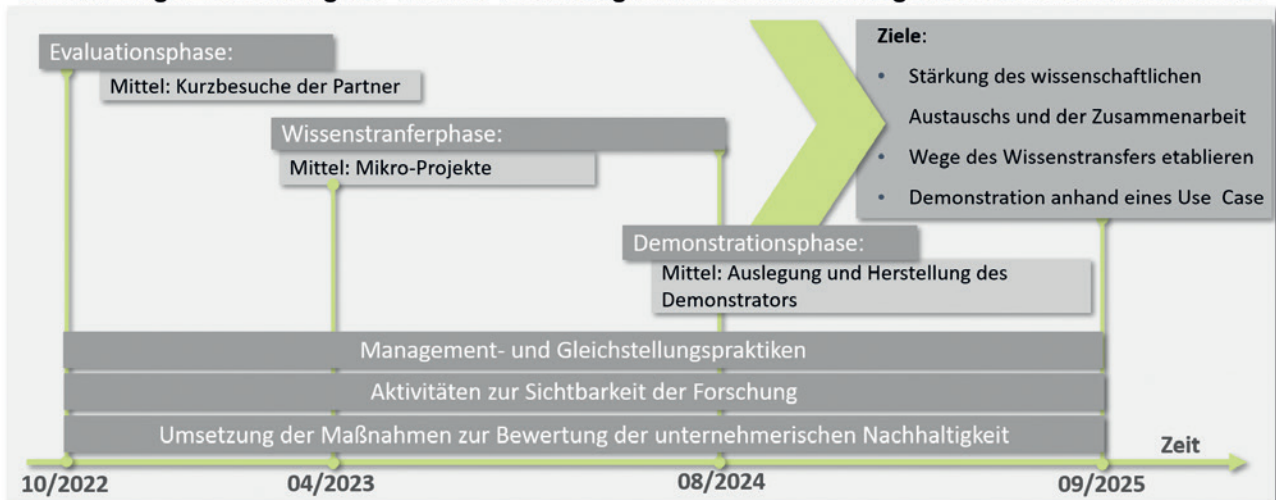 Evaluationsphase:
Mittel: Kurzbesuche der Partner
Wissenstranferphase:
Mittel: Mikro-Projekte
Demonstrationsphase:
Mittel: Auslegung und Herstellung des
Demonstrators
Ziele:
• Stärkung des wissenschaftlichen
Austauschs und der Zusammenarbeit
• Wege des Wissenstransfers etablieren
• Demonstration anhand eines Use Case
Management- und Gleichstellungspraktiken
Aktivitäten zur Sichtbarkeit der Forschung
Umsetzung der Maßnahmen zur Bewertung der unternehmerischen Nachhaltigkeit
Zeit
10/2022
04/2023
08/2024
09/2025